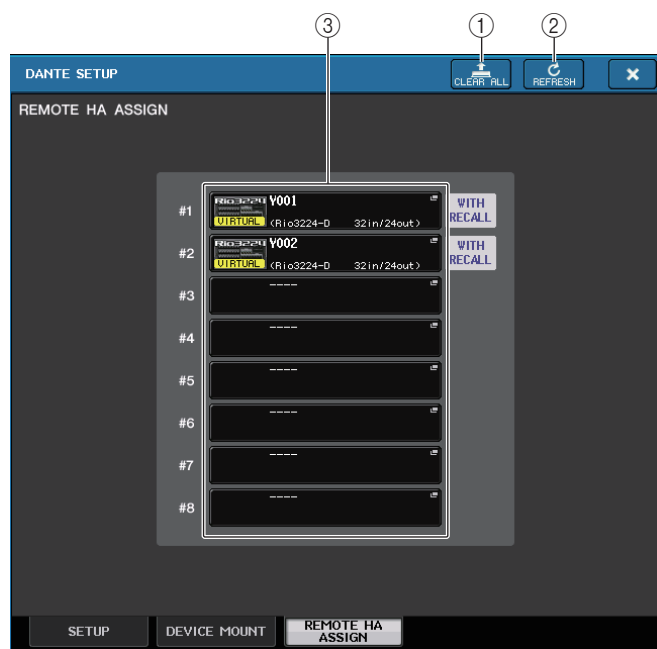 ③ ① ②
DANTE SETUP CLEAR ALL REFRESH ×
REMOTE HA ASSIGN
#1 Rio3224 VIRTUAL Y001 (Rio3224-D 32in/24out) WITH RECALL
#2 Rio3224 VIRTUAL Y002 (Rio3224-D 32in/24out) WITH RECALL
#3 ----
#4 ----
#5 ----
#6 ----
#7 ----
#8 ----
SETUP DEVICE MOUNT REMOTE HA ASSIGN